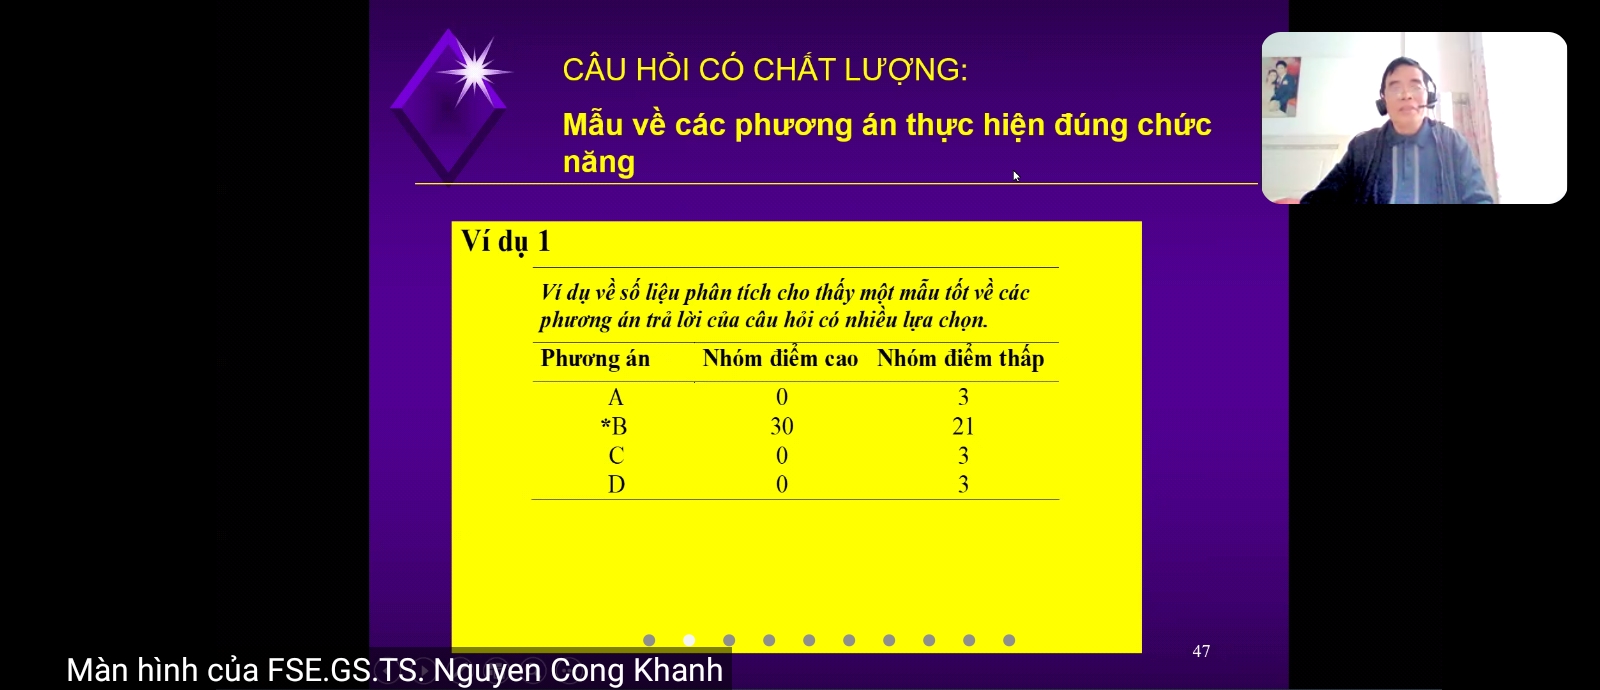 CÂU HỎI CÓ CHẤT LƯỢNG:
Mẫu về các phương án thực hiện đúng chức
năng
Ví dụ 1
Ví dụ về số liệu phân tích cho thấy một mẫu tốt về các
phương án trả lời của câu hỏi có nhiều lựa chọn.
Phương án Nhóm điểm cao Nhóm điểm thấp
A 0 3
*B 30 21
C 0 3
D 0 3
47
Màn hình của FSE.GS.TS. Nguyen Cong Khanh